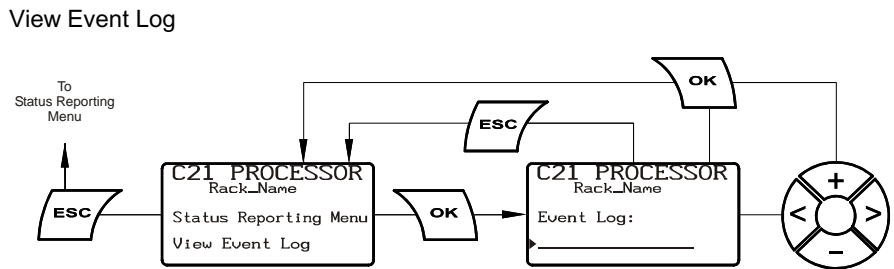 View Event Log
To
Status Reporting
Menu
OK
ESC
C21 PROCESSOR
Rack_Name
Status Reporting Menu
View Event Log
ESC
OK
C21 PROCESSOR
Rack_Name
Event Log:
+
<
>
−